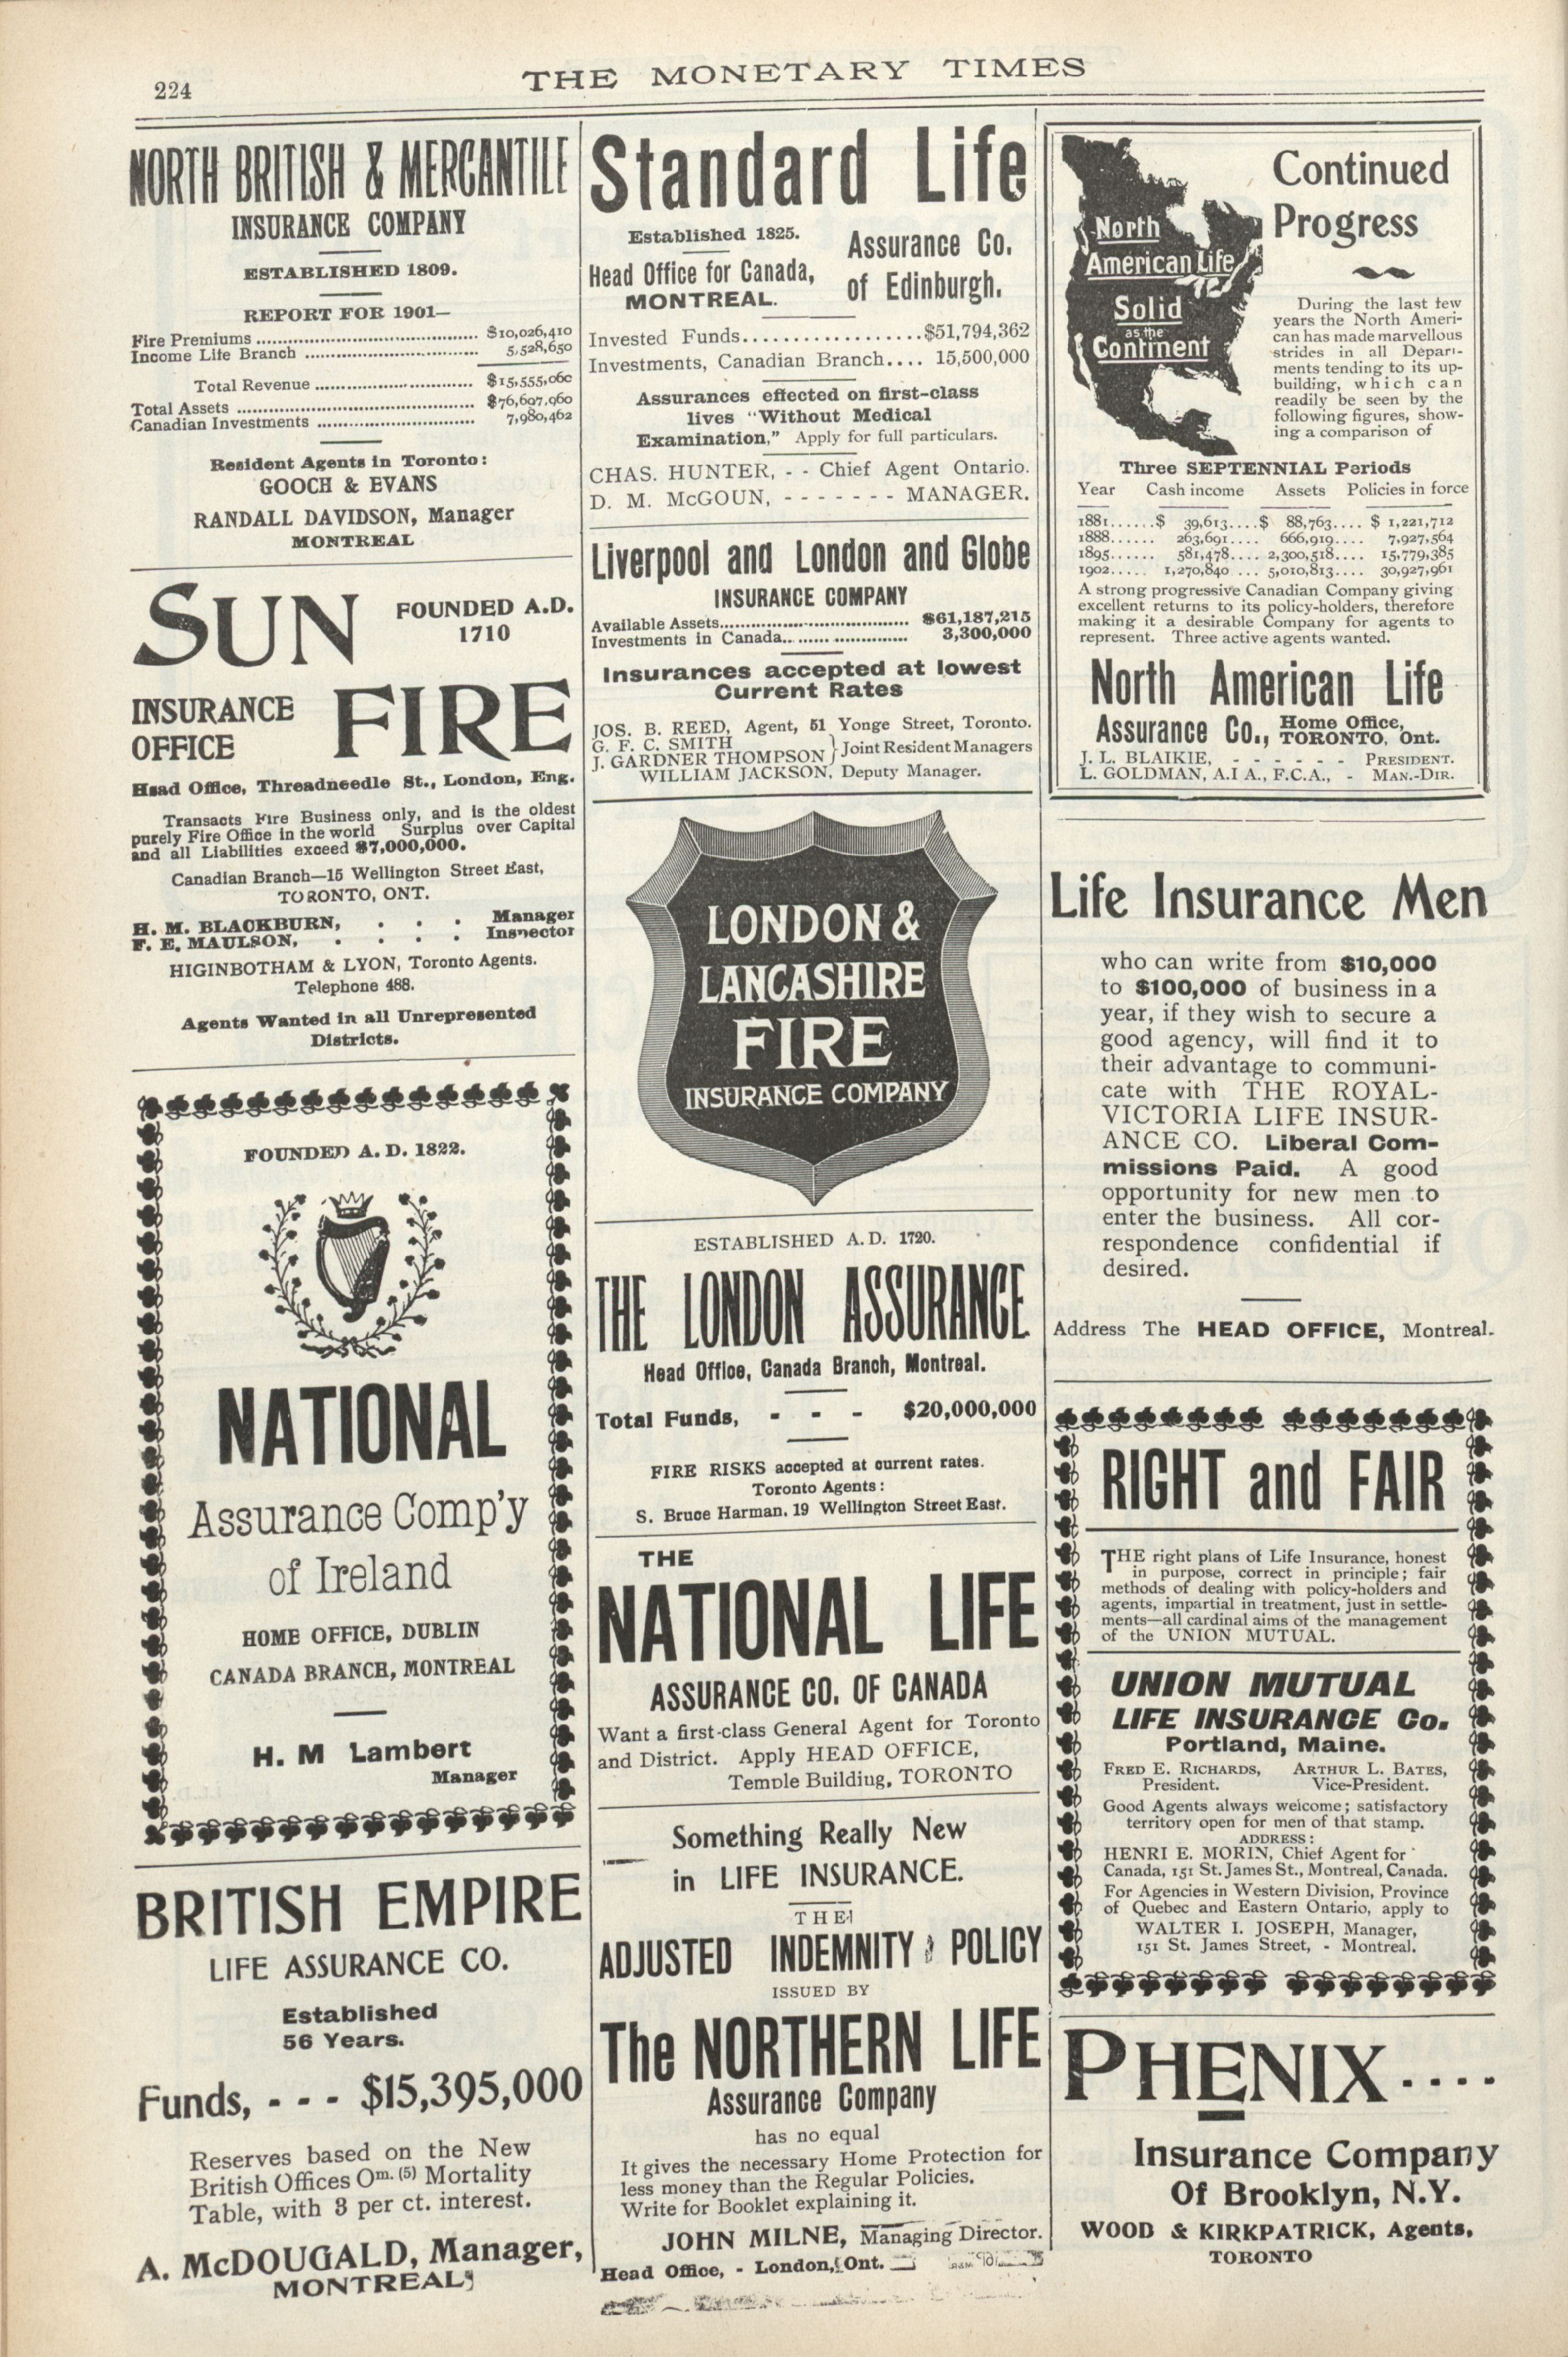 224
THE MONETARY TIMES
NORTH BRITISH & MERCANTILE
INSURANCE COMPANY
ESTABLISHED 1809.
REPORT FOR 1901—
Fire Premiums ........ $10,026,410
Income Life Branch ........ 5,528,650
Total Revenue ........ $15,555,060
Total Assets ........ $76,697,960
Canadian Investments ........ 7,980,462
Resident Agents in Toronto:
GOOCH & EVANS
RANDALL DAVIDSON, Manager
MONTREAL
SUN FOUNDED A.D.
1710
INSURANCE
OFFICE FIRE
Head Office, Threadneedle St., London, Eng.
Transacts Fire Business only, and is the oldest
purely Fire Office in the world Surplus over Capital
and all Liabilities exceed $7,000,000.
Canadian Branch—15 Wellington Street East,
TORONTO, ONT.
H. M. BLACKBURN, . . . Manager
F. E. MAULSON, . . . . Inspector
HIGINBOTHAM & LYON, Toronto Agents.
Telephone 488.
Agents Wanted in all Unrepresented
Districts.
FOUNDED A. D. 1822.
NATIONAL
Assurance Comp'y
of Ireland
HOME OFFICE, DUBLIN
CANADA BRANCH, MONTREAL
H. M Lambert
Manager
BRITISH EMPIRE
LIFE ASSURANCE CO.
Established
56 Years.
Funds, - - - $15,395,000
Reserves based on the New
British Offices Om. (5) Mortality
Table, with 3 per ct. interest.
A. McDOUGALD, Manager,
MONTREAL
Standard Life
Established 1825.
Assurance Co.
of Edinburgh.
Head Office for Canada,
MONTREAL.
Invested Funds.................$51,794,362
Investments, Canadian Branch.... 15,500,000
Assurances effected on first-class
lives "Without Medical
Examination," Apply for full particulars.
CHAS. HUNTER, - - Chief Agent Ontario.
D. M. McGOUN, - - - - - - - MANAGER.
Liverpool and London and Globe
INSURANCE COMPANY
Available Assets........ $61,187,215
Investments in Canada........ 3,300,000
Insurances accepted at lowest
Current Rates
JOS. B. REED, Agent, 51 Yonge Street, Toronto.
G. F. C. SMITH
J. GARDNER THOMPSON } Joint Resident Managers
WILLIAM JACKSON, Deputy Manager.
LONDON &
LANCASHIRE
FIRE
INSURANCE COMPANY
ESTABLISHED A.D. 1720.
THE LONDON ASSURANCE
Head Office, Canada Branch, Montreal.
Total Funds, - - - $20,000,000
FIRE RISKS accepted at current rates.
Toronto Agents:
S. Bruce Harman, 19 Wellington Street East.
THE
NATIONAL LIFE
ASSURANCE CO. OF CANADA
Want a first-class General Agent for Toronto
and District. Apply HEAD OFFICE,
Temple Building, TORONTO
Something Really New
in LIFE INSURANCE.
THE
ADJUSTED INDEMNITY POLICY
ISSUED BY
The NORTHERN LIFE
Assurance Company
has no equal
It gives the necessary Home Protection for
less money than the Regular Policies.
Write for Booklet explaining it.
JOHN MILNE, Managing Director.
Head Office, - London, Ont.
North
American Life
Solid
as the
Continent
Continued
Progress
During the last few
years the North Ameri-
can has made marvellous
strides in all Depart-
ments tending to its up-
building, which can
readily be seen by the
following figures, show-
ing a comparison of
Three SEPTENNIAL Periods
Year Cash income Assets Policies in force
1881......$ 39,613....$ 88,763.... $ 1,221,712
1888...... 263,691.... 666,919.... 7,927,564
1895...... 581,478.... 2,300,518.... 15,779,385
1902..... 1,270,840 ... 5,010,813.... 30,927,961
A strong progressive Canadian Company giving
excellent returns to its policy-holders, therefore
making it a desirable Company for agents to
represent. Three active agents wanted.
North American Life
Assurance Co., Home Office,
TORONTO, Ont.
J. L. BLAIKIE, - - - - - - PRESIDENT.
L. GOLDMAN, A.I A., F.C.A., - MAN.-DIR.
Life Insurance Men
who can write from $10,000
to $100,000 of business in a
year, if they wish to secure a
good agency, will find it to
their advantage to communi-
cate with THE ROYAL-
VICTORIA LIFE INSUR-
ANCE CO. Liberal Com-
missions Paid. A good
opportunity for new men to
enter the business. All cor-
respondence confidential if
desired.
Address The HEAD OFFICE, Montreal.
RIGHT and FAIR
THE right plans of Life Insurance, honest
in purpose, correct in principle; fair
methods of dealing with policy-holders and
agents, impartial in treatment, just in settle-
ments—all cardinal aims of the management
of the UNION MUTUAL.
UNION MUTUAL
LIFE INSURANCE Co.
Portland, Maine.
FRED E. RICHARDS, ARTHUR L. BATES,
President. Vice-President.
Good Agents always welcome; satisfactory
territory open for men of that stamp.
ADDRESS:
HENRI E. MORIN, Chief Agent for
Canada, 151 St. James St., Montreal, Canada.
For Agencies in Western Division, Province
of Quebec and Eastern Ontario, apply to
WALTER I. JOSEPH, Manager,
151 St. James Street, - Montreal.
PHENIX....
Insurance Company
Of Brooklyn, N.Y.
WOOD & KIRKPATRICK, Agents,
TORONTO